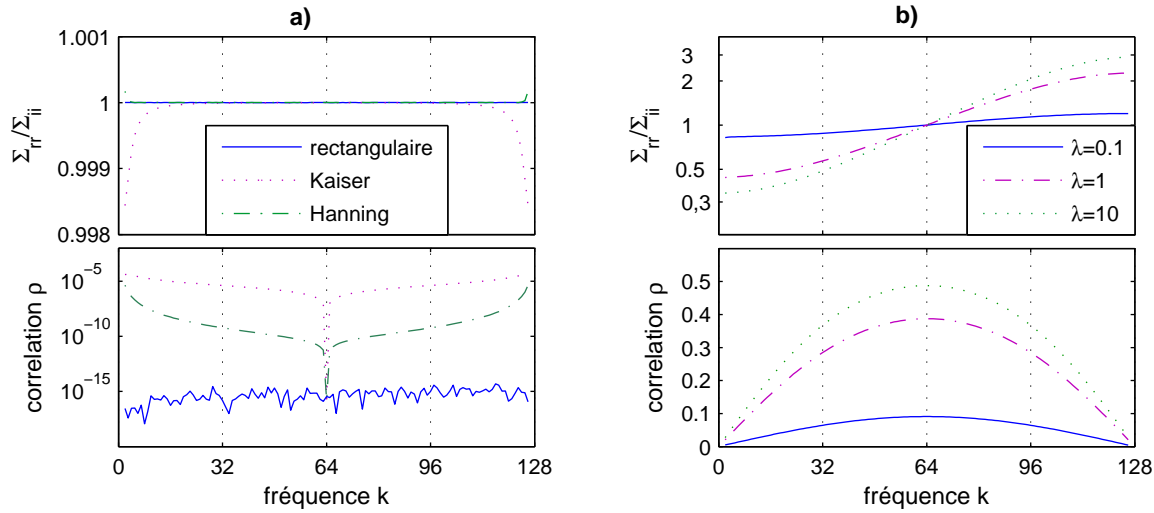 a)
1.001
1
0.999
0.998
Σrr/Σii
rectangulaire
Kaiser
Hanning
10−5
10−10
10−15
correlation ρ
0
32
64
96
128
fréquence k
b)
3
2
1
0.5
0,3
Σrr/Σii
λ=0.1
λ=1
λ=10
0.5
0.4
0.3
0.2
0.1
0
correlation ρ
0
32
64
96
128
fréquence k